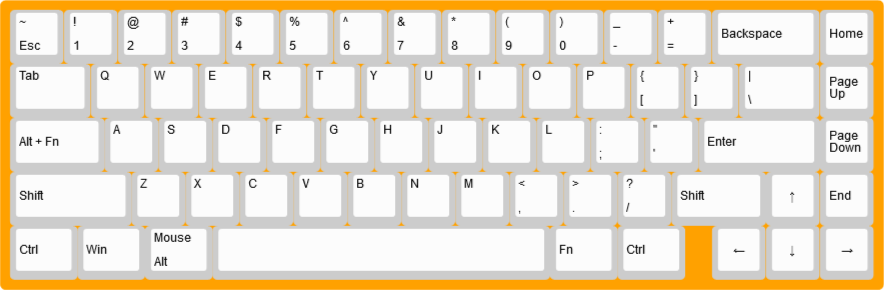 ~ ! @ # $ % ^ & * ( ) _ +
Esc 1 2 3 4 5 6 7 8 9 0 - = Backspace Home
Tab Q W E R T Y U I O P { } | Page
[ ] \ Up
Alt + Fn A S D F G H J K L : " Enter Page
; ' Down
Shift Z X C V B N M < > ? Shift ↑ End
, . /
Ctrl Win Mouse Fn Ctrl ← ↓ →
Alt